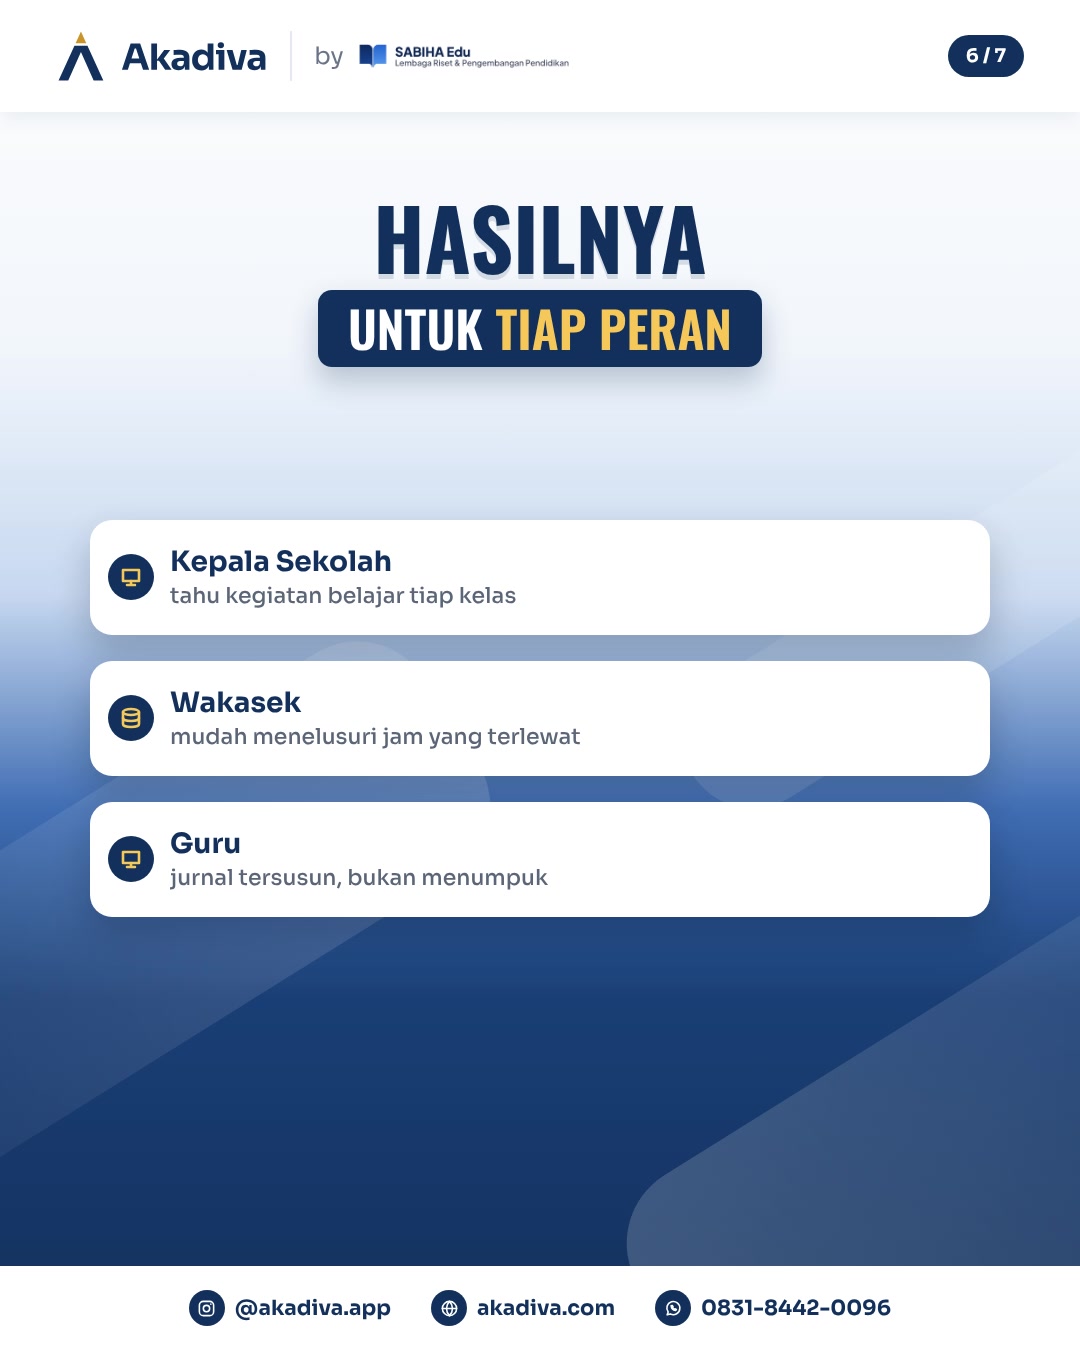 Akadiva
by
SABIHA Edu
Lembaga Riset & Pengembangan Pendidikan
6 / 7
HASILNYA
UNTUK TIAP PERAN
Kepala Sekolah
tahu kegiatan belajar tiap kelas
Wakasek
mudah menelusuri jam yang terlewat
Guru
jurnal tersusun, bukan menumpuk
@akadiva.app
akadiva.com
0831-8442-0096